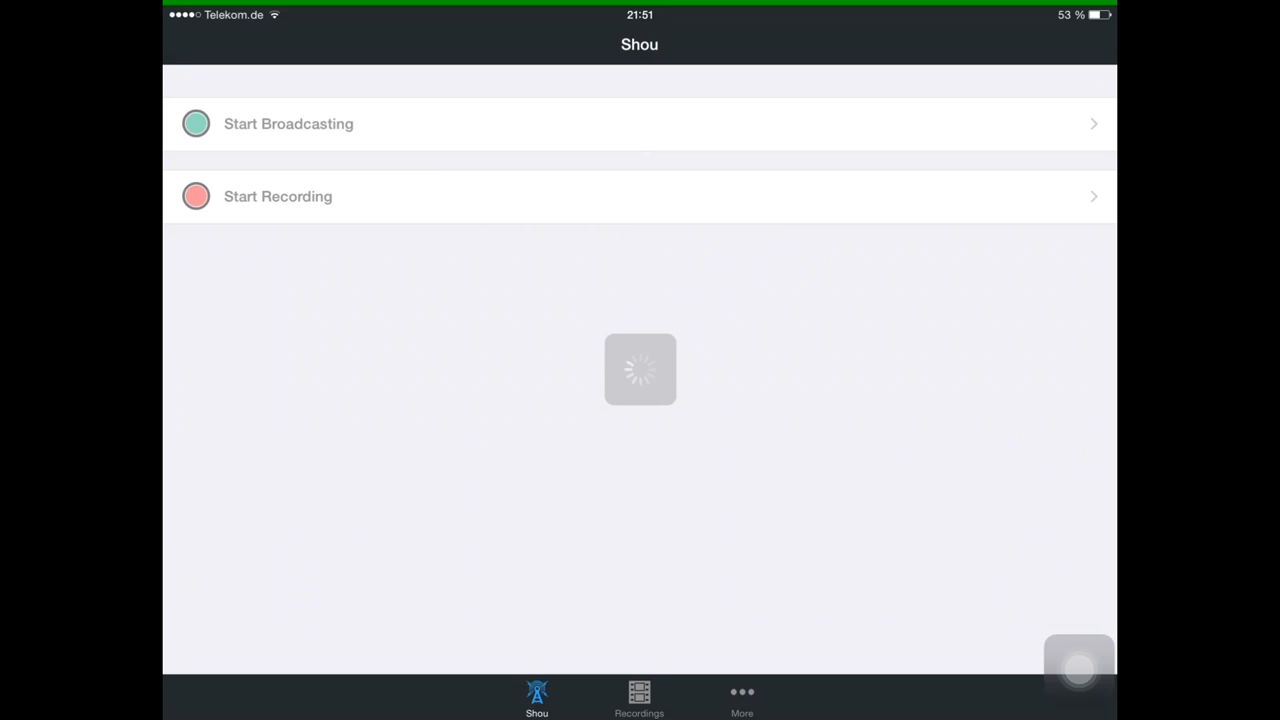 Telekom.de 21:51 53 %
Shou
Start Broadcasting
Start Recording
Shou Recordings More